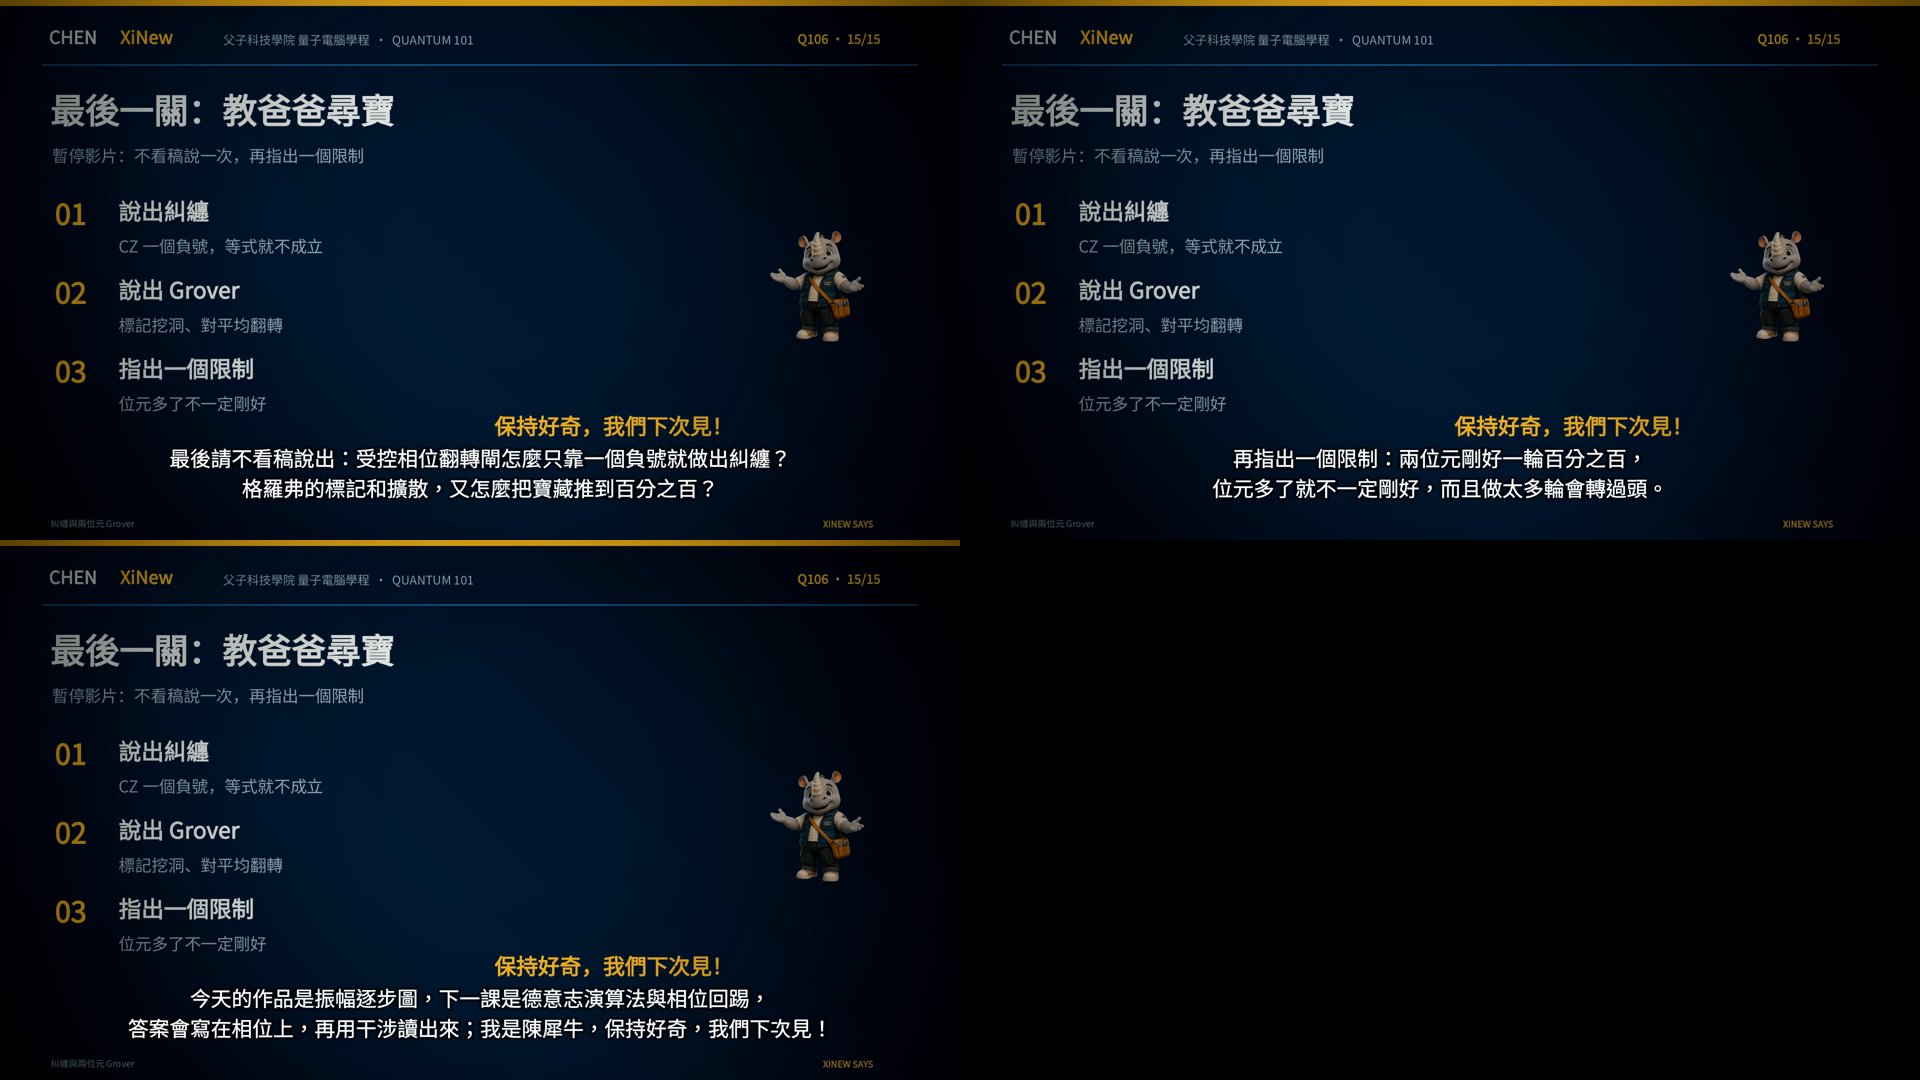 CHEN XiNew 父子科技學院 量子電腦學程 · QUANTUM 101 Q106 · 15/15
最後一關：教爸爸尋寶
暫停影片：不看稿說一次，再指出一個限制
01 說出糾纏
CZ 一個負號，等式就不成立
02 說出 Grover
標記挖洞、對平均翻轉
03 指出一個限制
位元多了不一定剛好
保持好奇，我們下次見！
最後請不看稿說出：受控相位翻轉閘怎麼只靠一個負號就做出糾纏？
格羅弗的標記和擴散，又怎麼把寶藏推到百分之百？
糾纏與兩位元 Grover XINEW SAYS
CHEN XiNew 父子科技學院 量子電腦學程 · QUANTUM 101 Q106 · 15/15
最後一關：教爸爸尋寶
暫停影片：不看稿說一次，再指出一個限制
01 說出糾纏
CZ 一個負號，等式就不成立
02 說出 Grover
標記挖洞、對平均翻轉
03 指出一個限制
位元多了不一定剛好
保持好奇，我們下次見！
再指出一個限制：兩位元剛好一輪百分之百，
位元多了就不一定剛好，而且做太多輪會轉過頭。
糾纏與兩位元 Grover XINEW SAYS
CHEN XiNew 父子科技學院 量子電腦學程 · QUANTUM 101 Q106 · 15/15
最後一關：教爸爸尋寶
暫停影片：不看稿說一次，再指出一個限制
01 說出糾纏
CZ 一個負號，等式就不成立
02 說出 Grover
標記挖洞、對平均翻轉
03 指出一個限制
位元多了不一定剛好
保持好奇，我們下次見！
今天的作品是振幅逐步圖，下一課是德意志演算法與相位回踢，
答案會寫在相位上，再用干涉讀出來；我是陳犀牛，保持好奇，我們下次見！
糾纏與兩位元 Grover XINEW SAYS